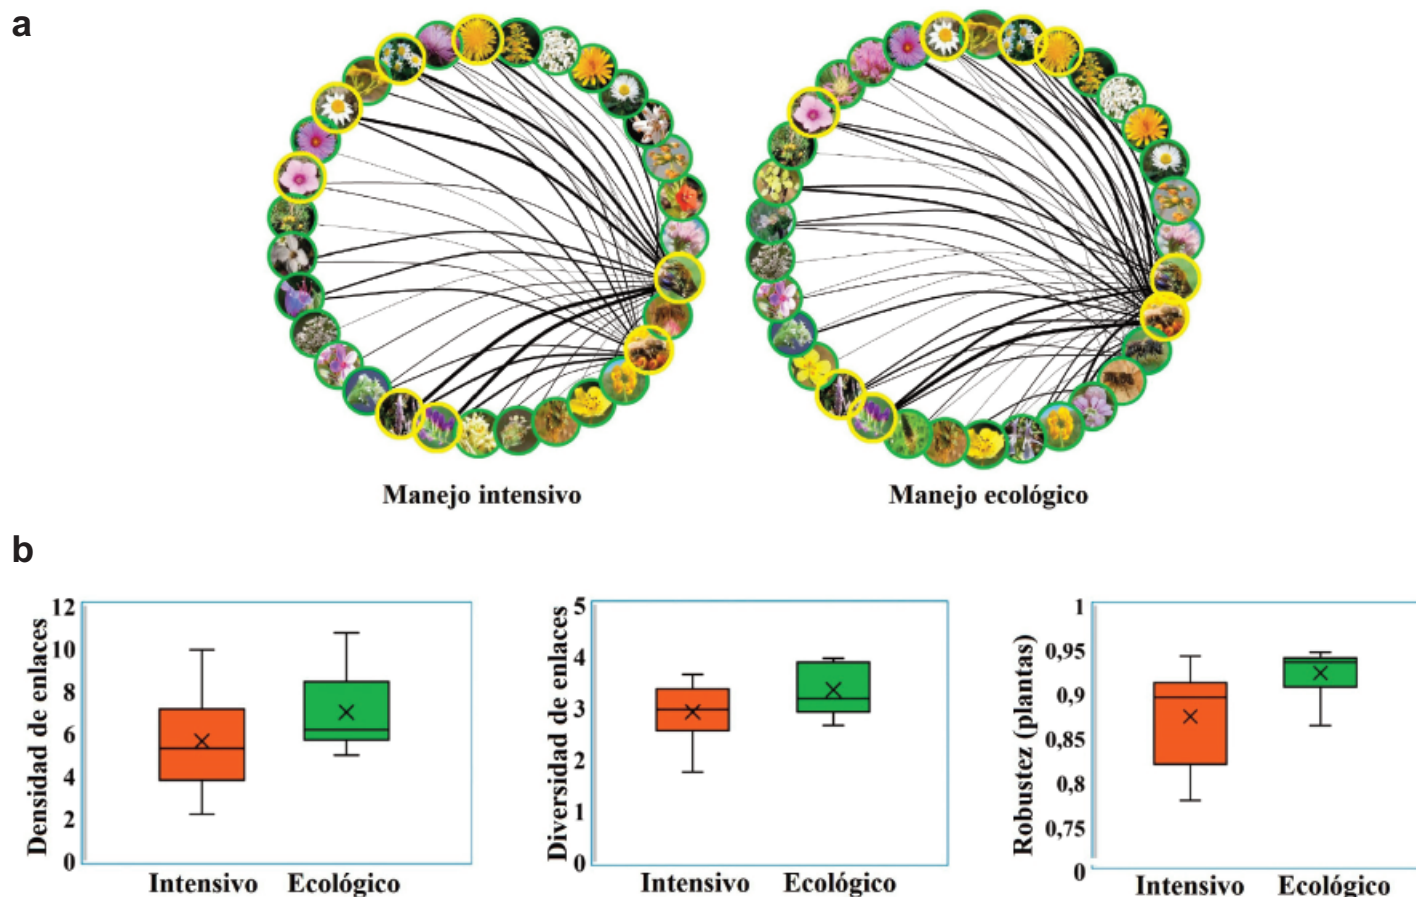 a
Manejo intensivo
Manejo ecológico
b
Densidad de enlaces
12
10
8
6
4
2
0
Intensivo
Ecológico
Diversidad de enlaces
5
4
3
2
1
0
Intensivo
Ecológico
Robustez (plantas)
1
0,95
0,9
0,85
0,8
0,75
0
Intensivo
Ecológico